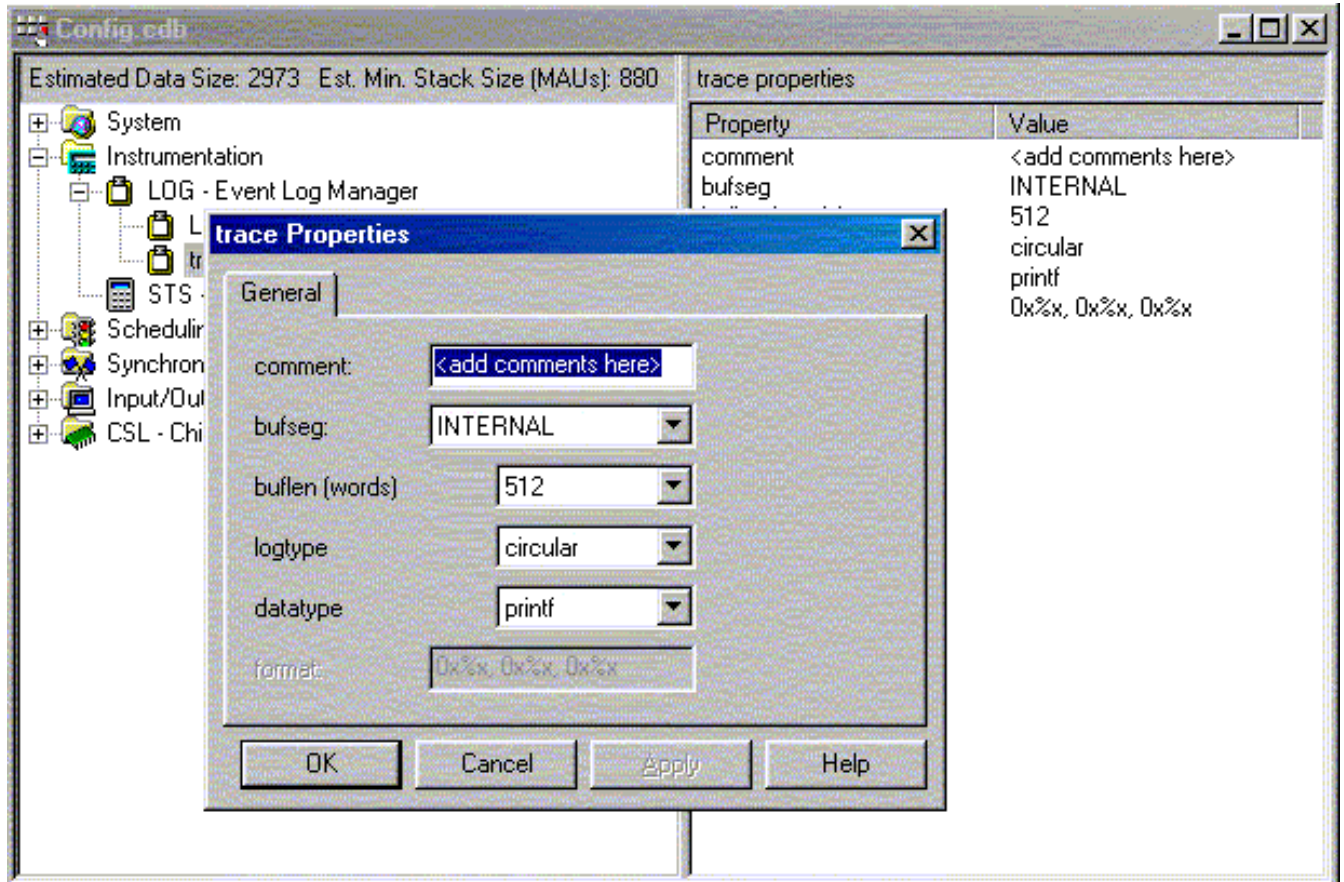 Config.cdb
Estimated Data Size: 2973 Est. Min. Stack Size (MAUs): 880
System
Instrumentation
LOG - Event Log Manager
L
tr
STS -
Schedulin
Synchron
Input/Out
CSL - Chi
trace properties
Property Value
comment <add comments here>
bufseg INTERNAL
512
circular
printf
0x%x, 0x%x, 0x%x
trace Properties
General
comment: <add comments here>
bufseg: INTERNAL
buflen (words) 512
logtype circular
datatype printf
format: 0x%x, 0x%x, 0x%x
OK Cancel Apply Help